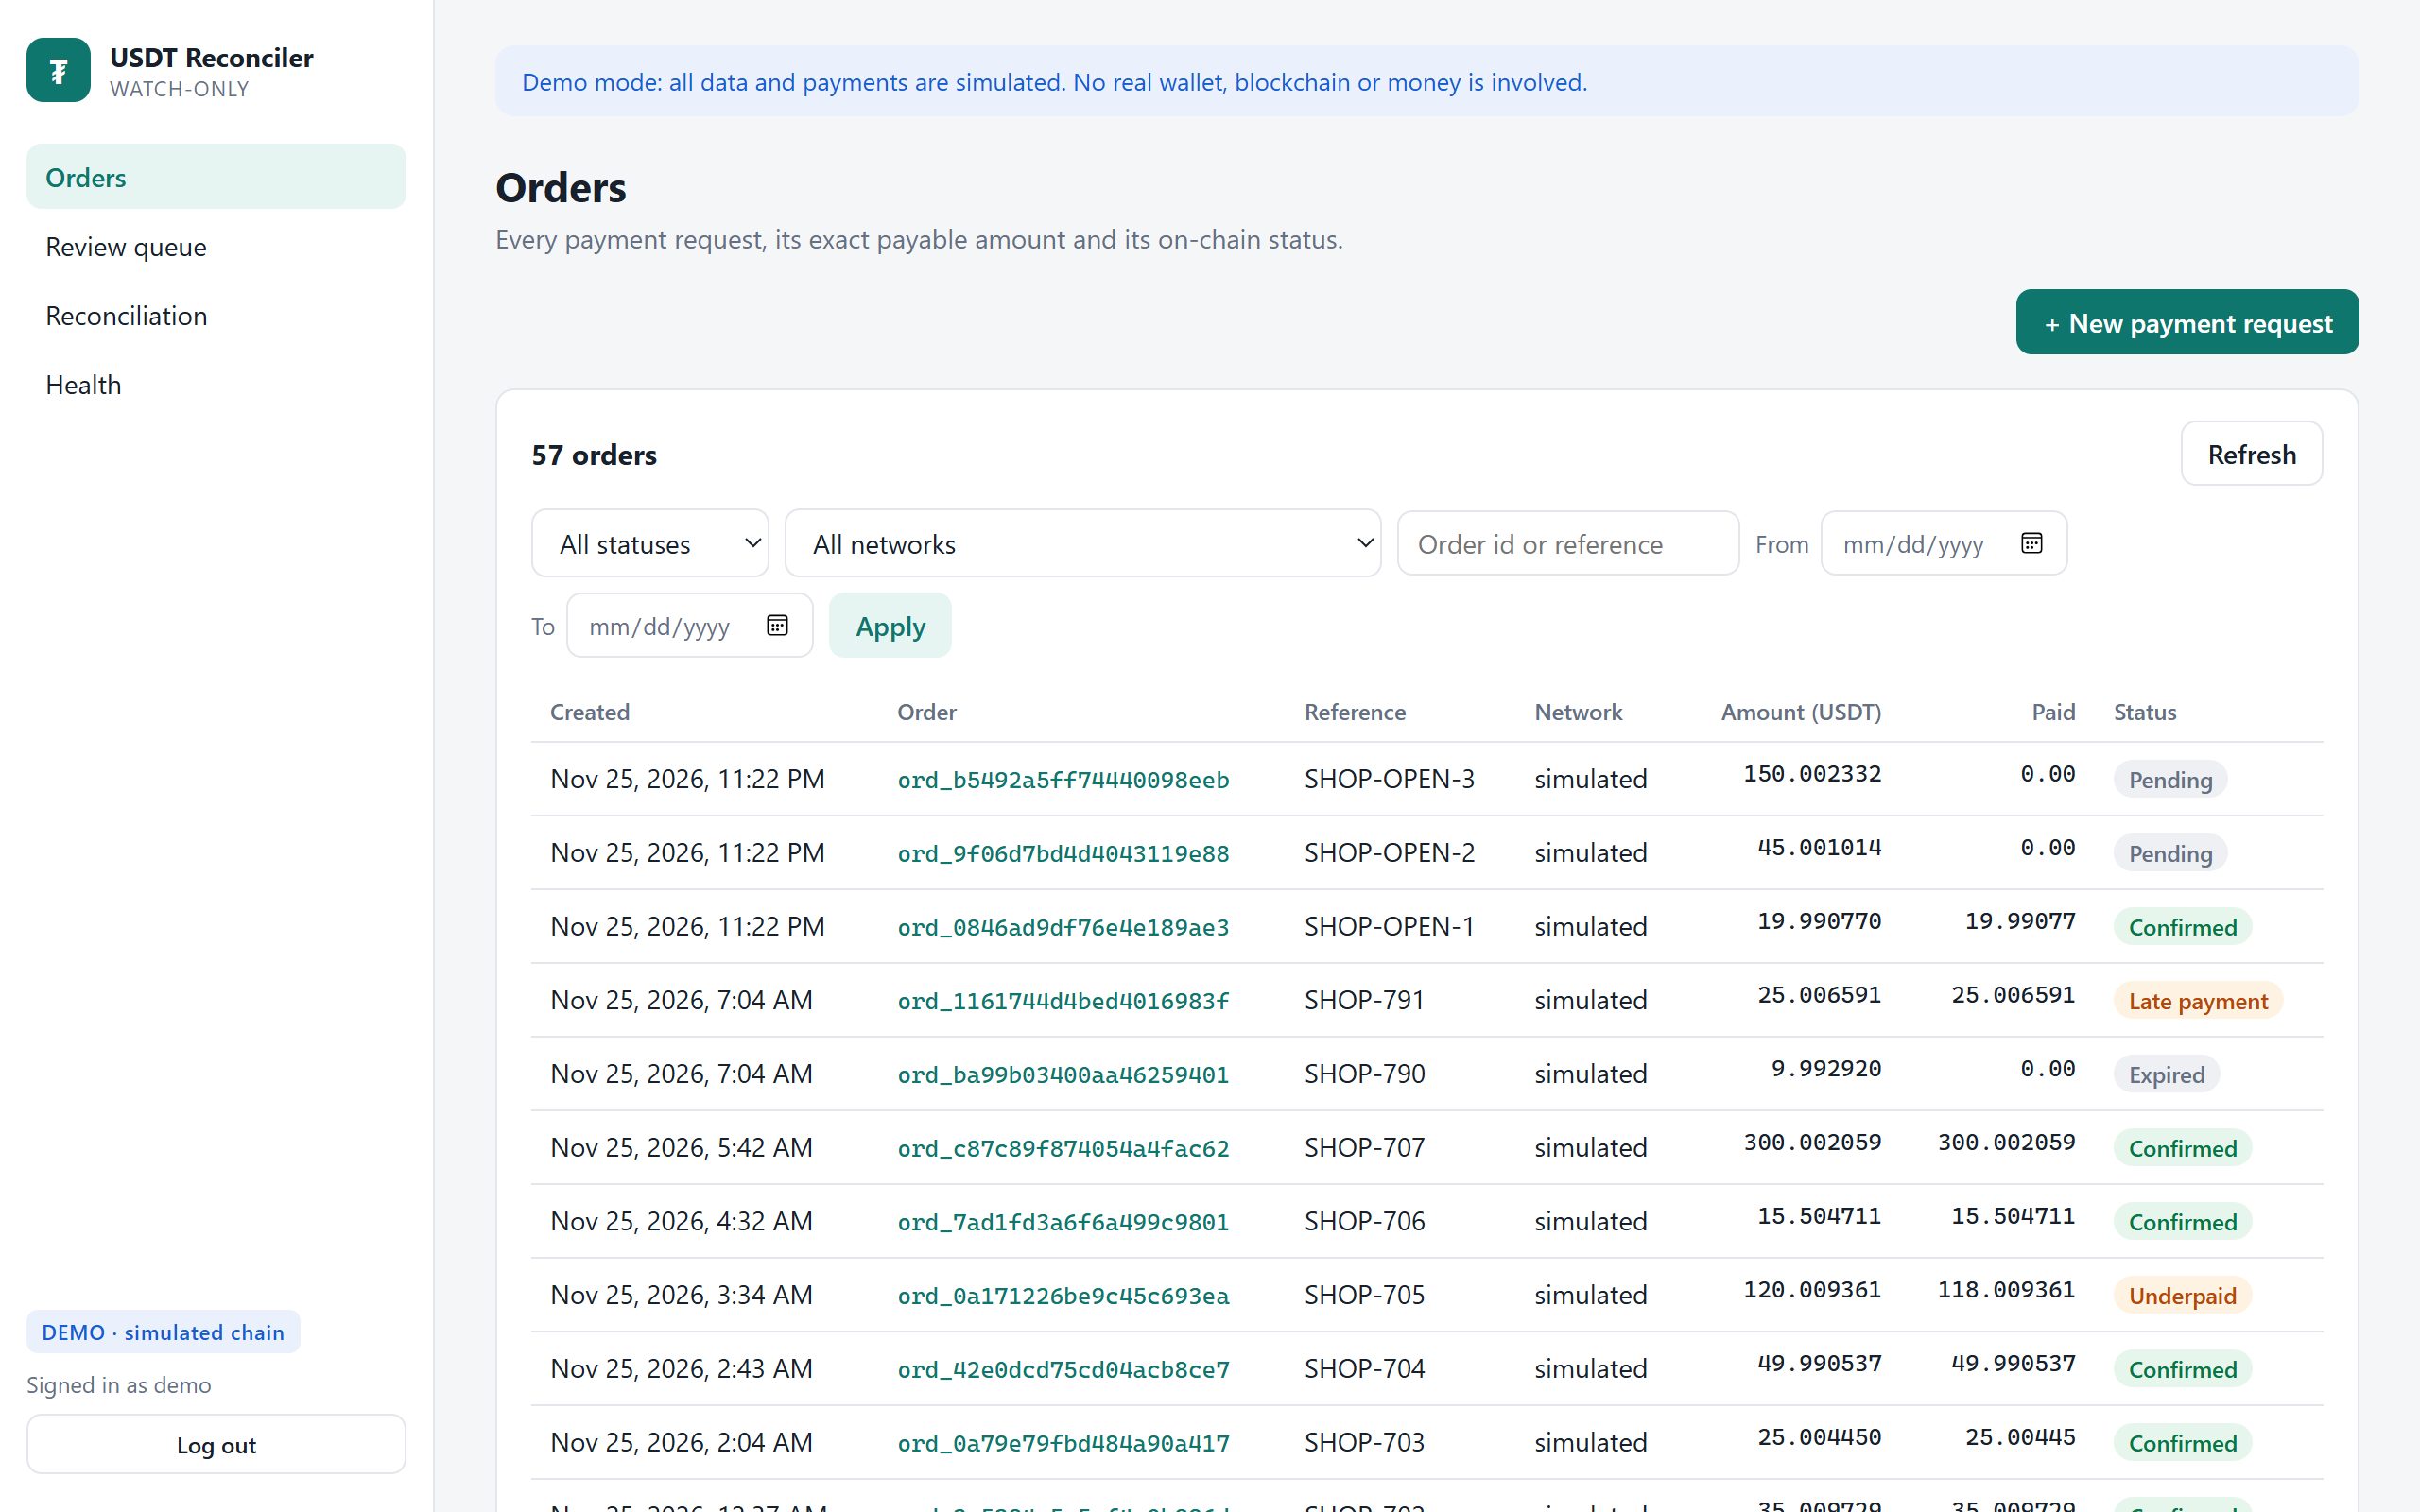 ₮ USDT Reconciler
WATCH-ONLY
Orders
Review queue
Reconciliation
Health
DEMO · simulated chain
Signed in as demo
Log out
Demo mode: all data and payments are simulated. No real wallet, blockchain or money is involved.
Orders
Every payment request, its exact payable amount and its on-chain status.
+ New payment request
57 orders Refresh
All statuses All networks Order id or reference From mm/dd/yyyy
To mm/dd/yyyy Apply
Created Order Reference Network Amount (USDT) Paid Status
Nov 25, 2026, 11:22 PM ord_b5492a5ff74440098eeb SHOP-OPEN-3 simulated 150.002332 0.00 Pending
Nov 25, 2026, 11:22 PM ord_9f06d7bd4d4043119e88 SHOP-OPEN-2 simulated 45.001014 0.00 Pending
Nov 25, 2026, 11:22 PM ord_0846ad9df76e4e189ae3 SHOP-OPEN-1 simulated 19.990770 19.99077 Confirmed
Nov 25, 2026, 7:04 AM ord_1161744d4bed4016983f SHOP-791 simulated 25.006591 25.006591 Late payment
Nov 25, 2026, 7:04 AM ord_ba99b03400aa46259401 SHOP-790 simulated 9.992920 0.00 Expired
Nov 25, 2026, 5:42 AM ord_c87c89f874054a4fac62 SHOP-707 simulated 300.002059 300.002059 Confirmed
Nov 25, 2026, 4:32 AM ord_7ad1fd3a6f6a499c9801 SHOP-706 simulated 15.504711 15.504711 Confirmed
Nov 25, 2026, 3:34 AM ord_0a171226be9c45c693ea SHOP-705 simulated 120.009361 118.009361 Underpaid
Nov 25, 2026, 2:43 AM ord_42e0dcd75cd04acb8ce7 SHOP-704 simulated 49.990537 49.990537 Confirmed
Nov 25, 2026, 2:04 AM ord_0a79e79fbd484a90a417 SHOP-703 simulated 25.004450 25.00445 Confirmed
35.009729 35.009729